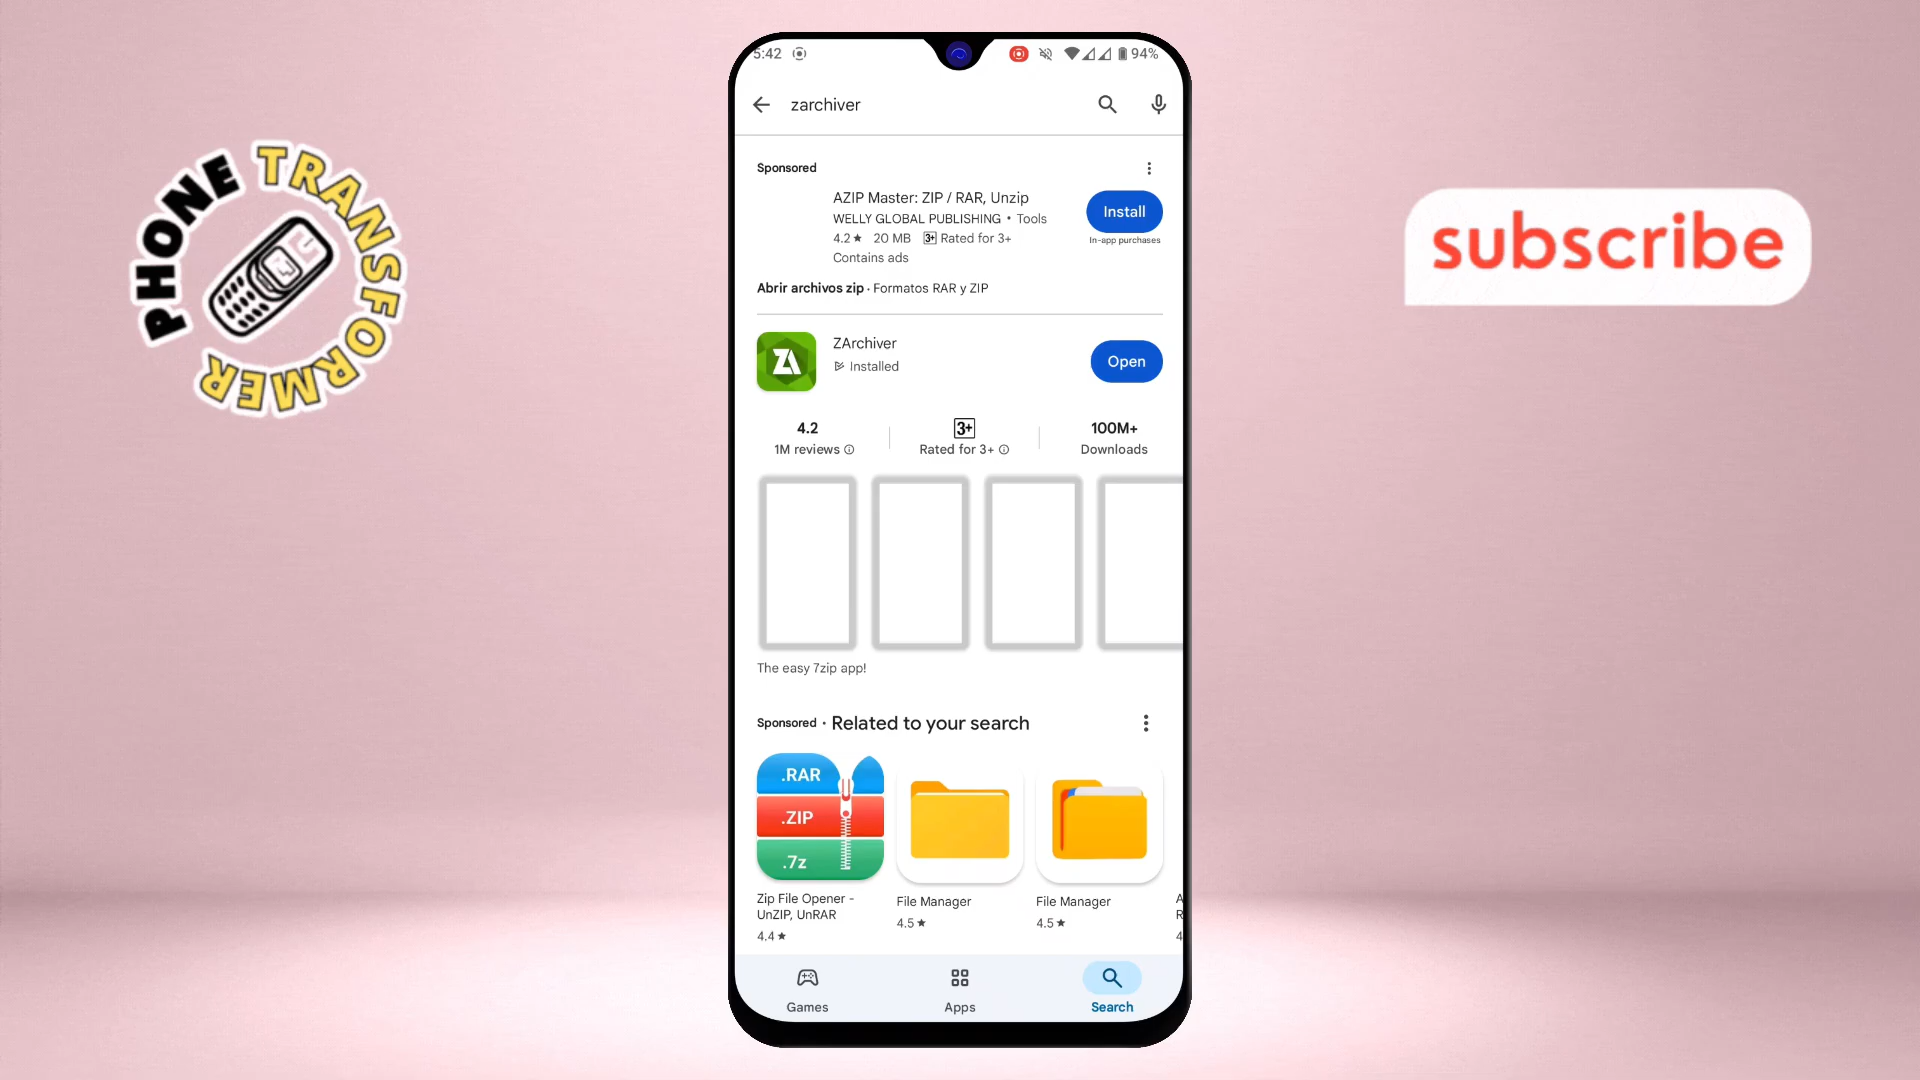 PHONE TRANSFORMER
subscribe
5:42
94%
zarchiver
Sponsored
AZIP Master: ZIP / RAR, Unzip
WELLY GLOBAL PUBLISHING • Tools
4.2★ 20 MB 3+ Rated for 3+
Contains ads
Install
In-app purchases
Abrir archivos zip · Formatos RAR y ZIP
ZArchiver
Installed
Open
ZA
4.2
1M reviews
3+
Rated for 3+
100M+
Downloads
The easy 7zip app!
Sponsored · Related to your search
.RAR
.ZIP
.7z
Zip File Opener -
UnZIP, UnRAR
4.4★
File Manager
4.5★
File Manager
4.5★
A
R
4
Games
Apps
Search